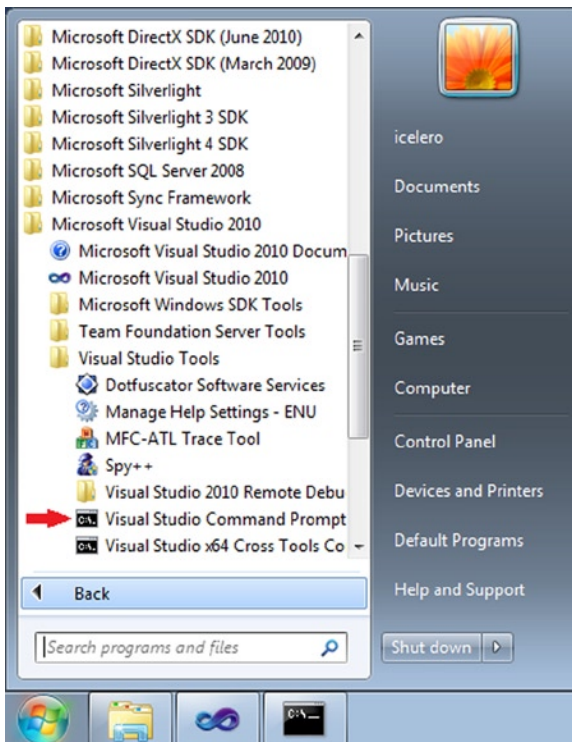 Microsoft DirectX SDK (June 2010)
Microsoft DirectX SDK (March 2009)
Microsoft Silverlight
Microsoft Silverlight 3 SDK
Microsoft Silverlight 4 SDK
Microsoft SQL Server 2008
Microsoft Sync Framework
Microsoft Visual Studio 2010
Microsoft Visual Studio 2010 Docum
Microsoft Visual Studio 2010
Microsoft Windows SDK Tools
Team Foundation Server Tools
Visual Studio Tools
Dotfuscator Software Services
Manage Help Settings - ENU
MFC-ATL Trace Tool
Spy++
Visual Studio 2010 Remote Debu
Visual Studio Command Prompt
Visual Studio x64 Cross Tools Co
Back
Search programs and files
icelero
Documents
Pictures
Music
Games
Computer
Control Panel
Devices and Printers
Default Programs
Help and Support
Shut down